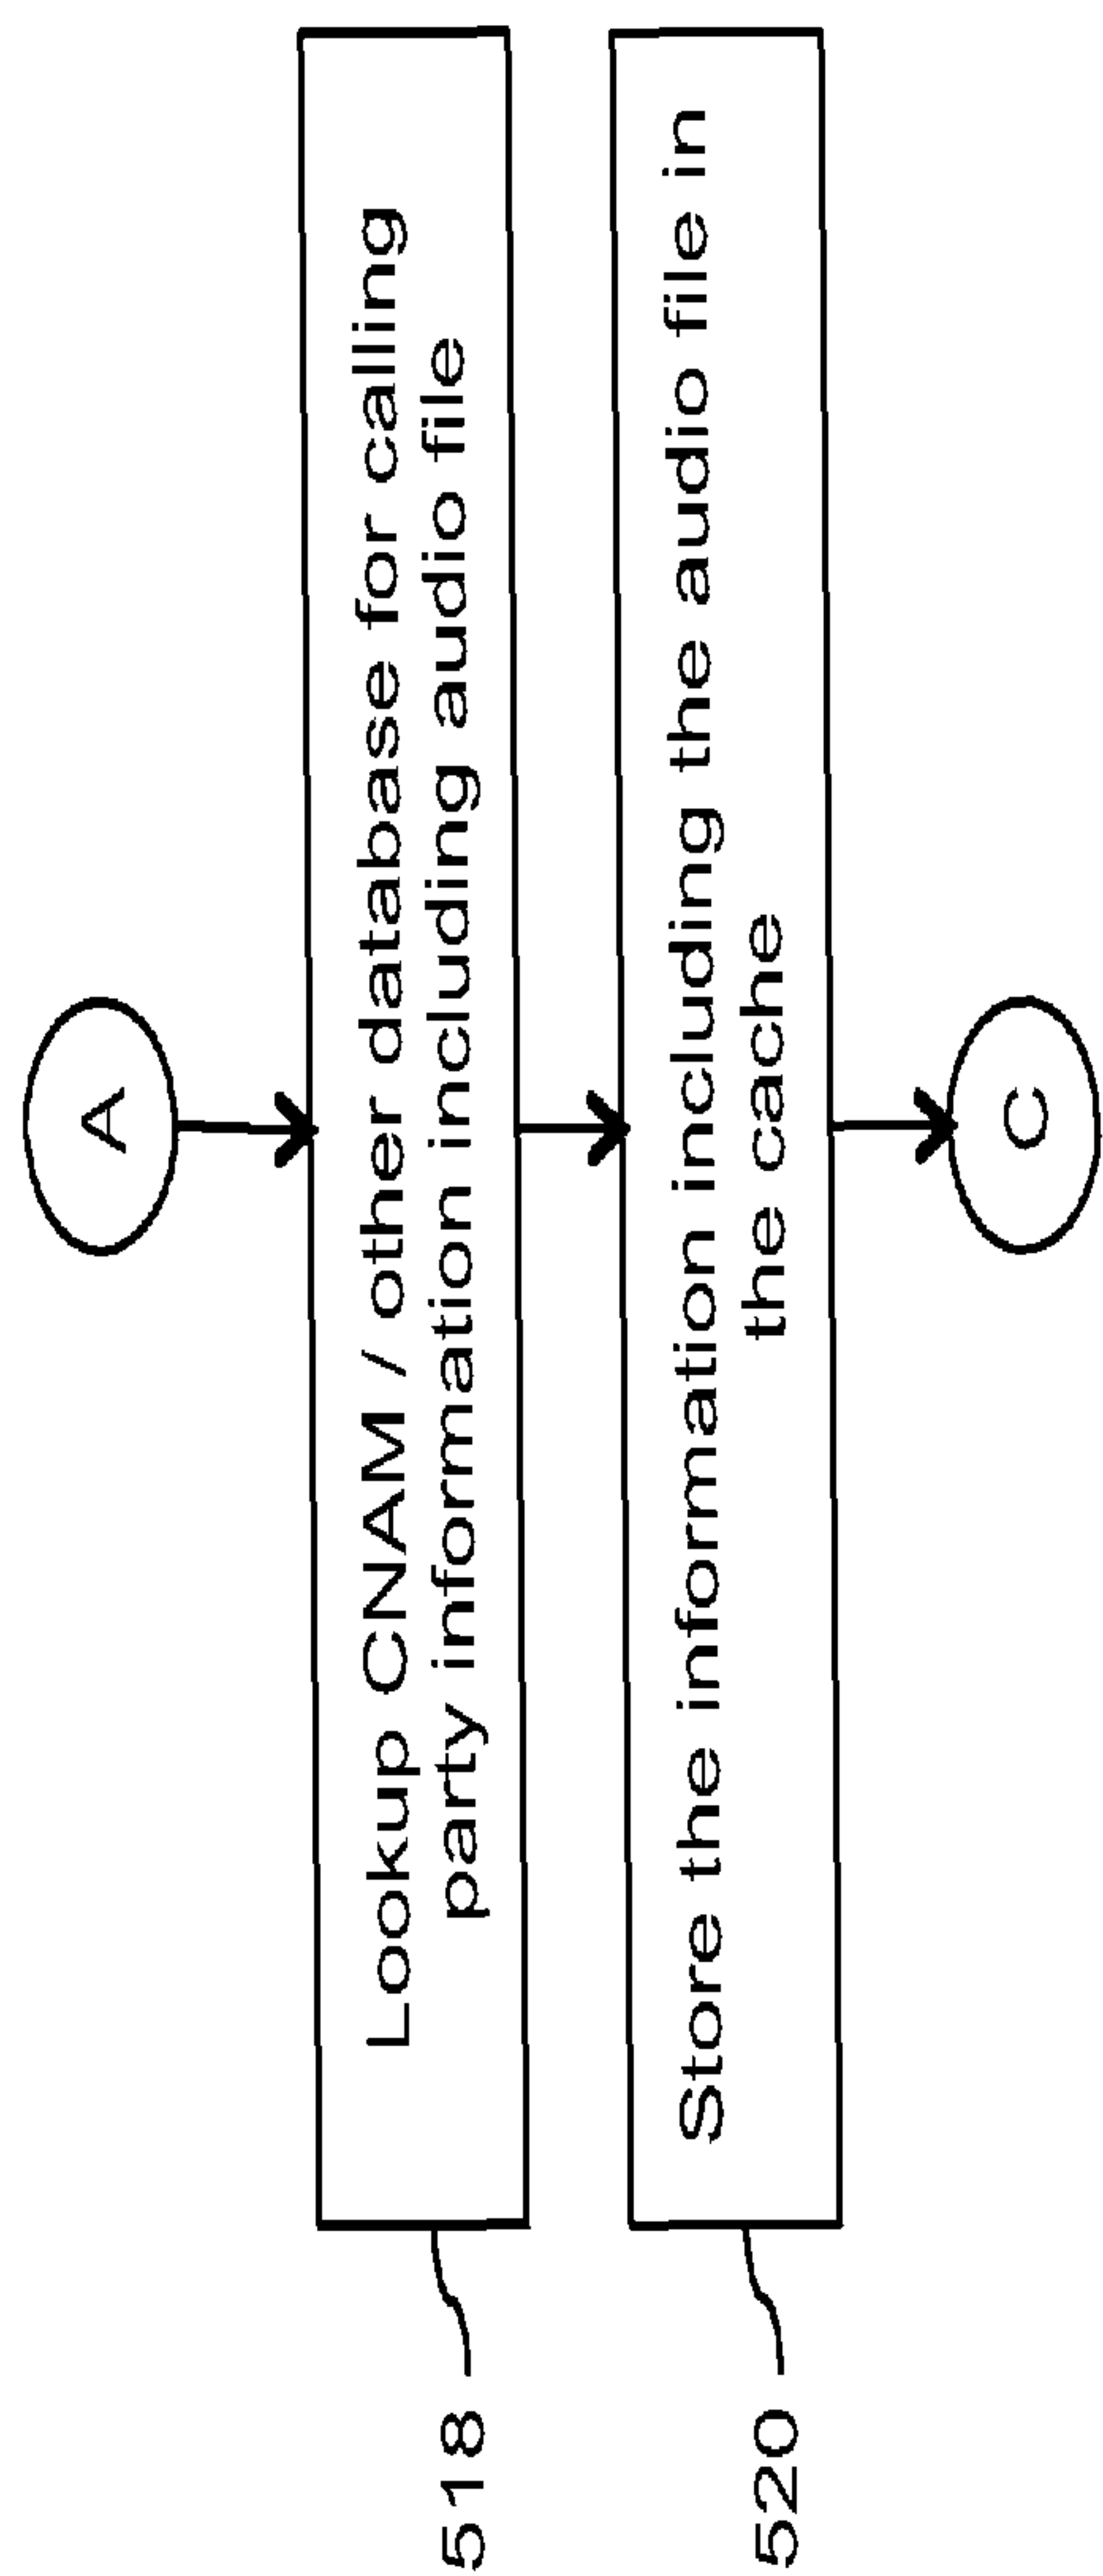 A
518
Lookup CNAM / other database for calling
party information including audio file
520
Store the information including the audio file in
the cache
C